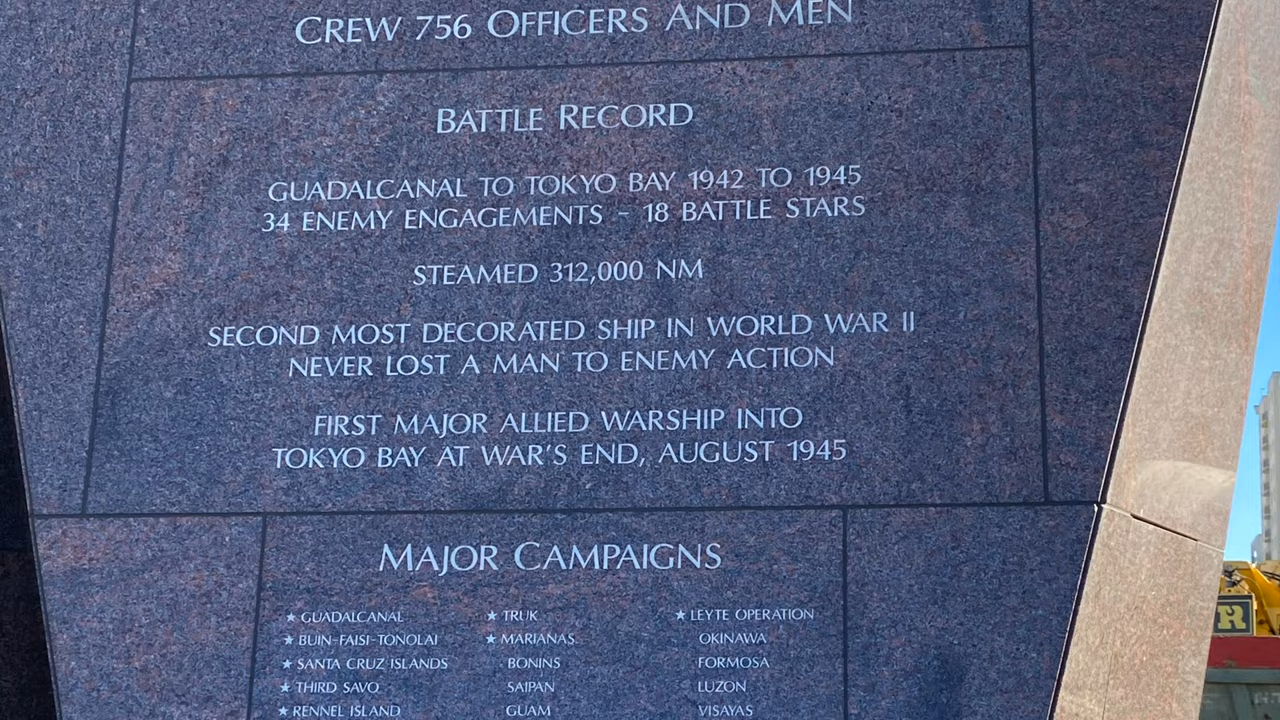 CREW 756 OFFICERS AND MEN
BATTLE RECORD
GUADALCANAL TO TOKYO BAY 1942 TO 1945
34 ENEMY ENGAGEMENTS - 18 BATTLE STARS
STEAMED 312,000 NM
SECOND MOST DECORATED SHIP IN WORLD WAR II
NEVER LOST A MAN TO ENEMY ACTION
FIRST MAJOR ALLIED WARSHIP INTO
TOKYO BAY AT WAR'S END, AUGUST 1945
MAJOR CAMPAIGNS
★ GUADALCANAL
★ BUIN-FAISI-TONOLAI
★ SANTA CRUZ ISLANDS
★ THIRD SAVO
★ RENNEL ISLAND
★ TRUK
★ MARIANAS
BONINS
SAIPAN
GUAM
★ LEYTE OPERATION
OKINAWA
FORMOSA
LUZON
VISAYAS
R